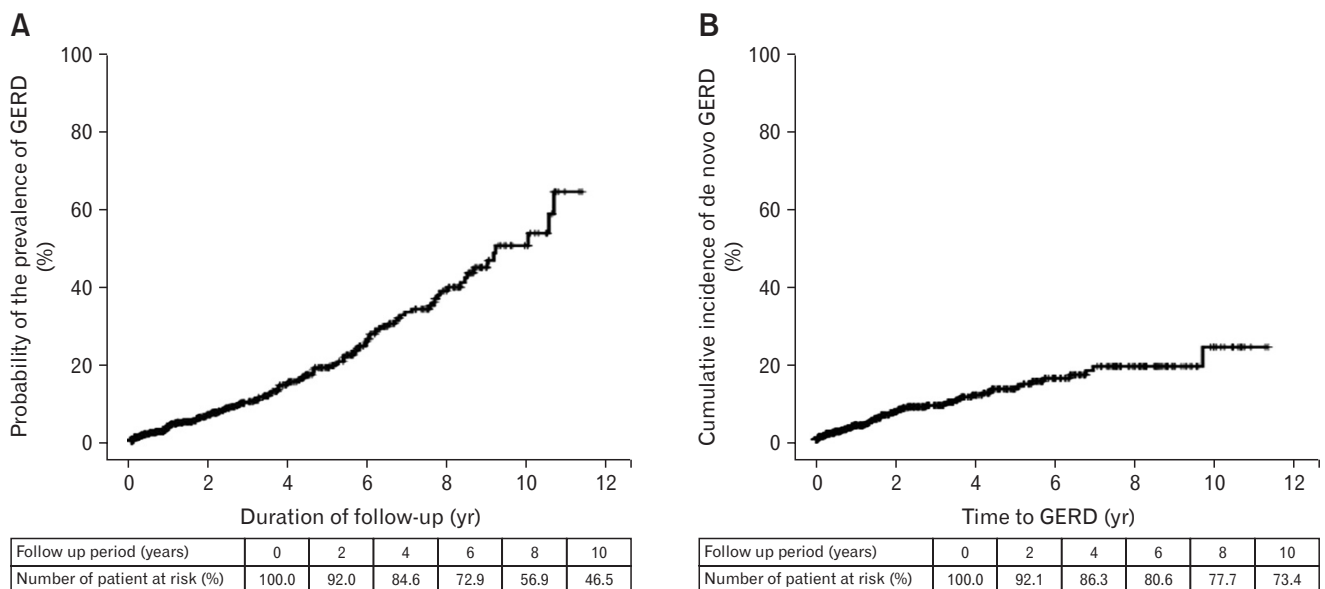 A
Probability of the prevalence of GERD
(%)
100
80
60
40
20
0
0 2 4 6 8 10 12
Duration of follow-up (yr)
Follow up period (years) 0 2 4 6 8 10
Number of patient at risk (%) 100.0 92.0 84.6 72.9 56.9 46.5
B
Cumulative incidence of de novo GERD
(%)
100
80
60
40
20
0
0 2 4 6 8 10 12
Time to GERD (yr)
Follow up period (years) 0 2 4 6 8 10
Number of patient at risk (%) 100.0 92.1 86.3 80.6 77.7 73.4